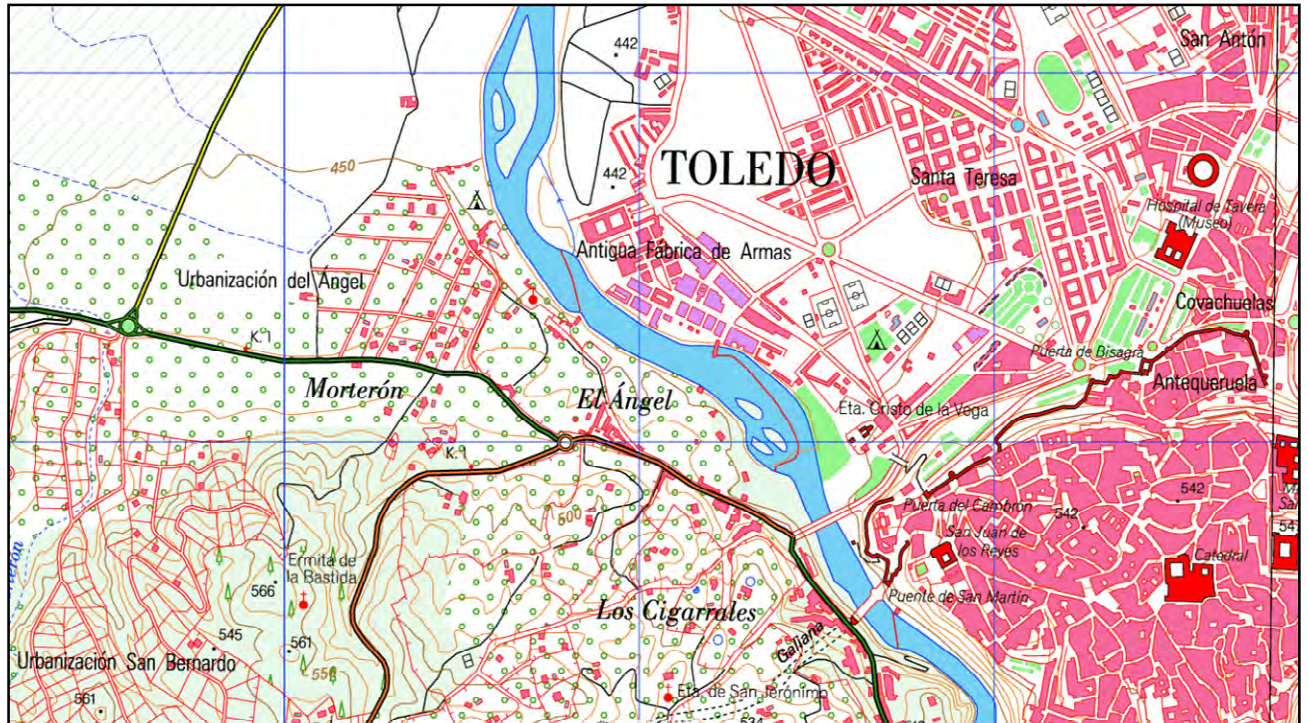 San Antón
442
TOLEDO
450
442
Santa Teresa
Hospital de Tavera
(Museo)
Antigua Fábrica de Armas
Urbanización del Ángel
Covachuelas
K. 1
Puerta de Bisagra
Antequeruela
Morterón
El Ángel
Eta. Cristo de la Vega
K. 1
542
Puerta del Cambrón
600
542
San Juan de
los Reyes
Catedral
Ermita de
la Bastida
566
Puente de San Martín
Los Cigarrales
545
561
Galiana
Urbanización San Bernardo
550
561
Eta. de San Jerónimo